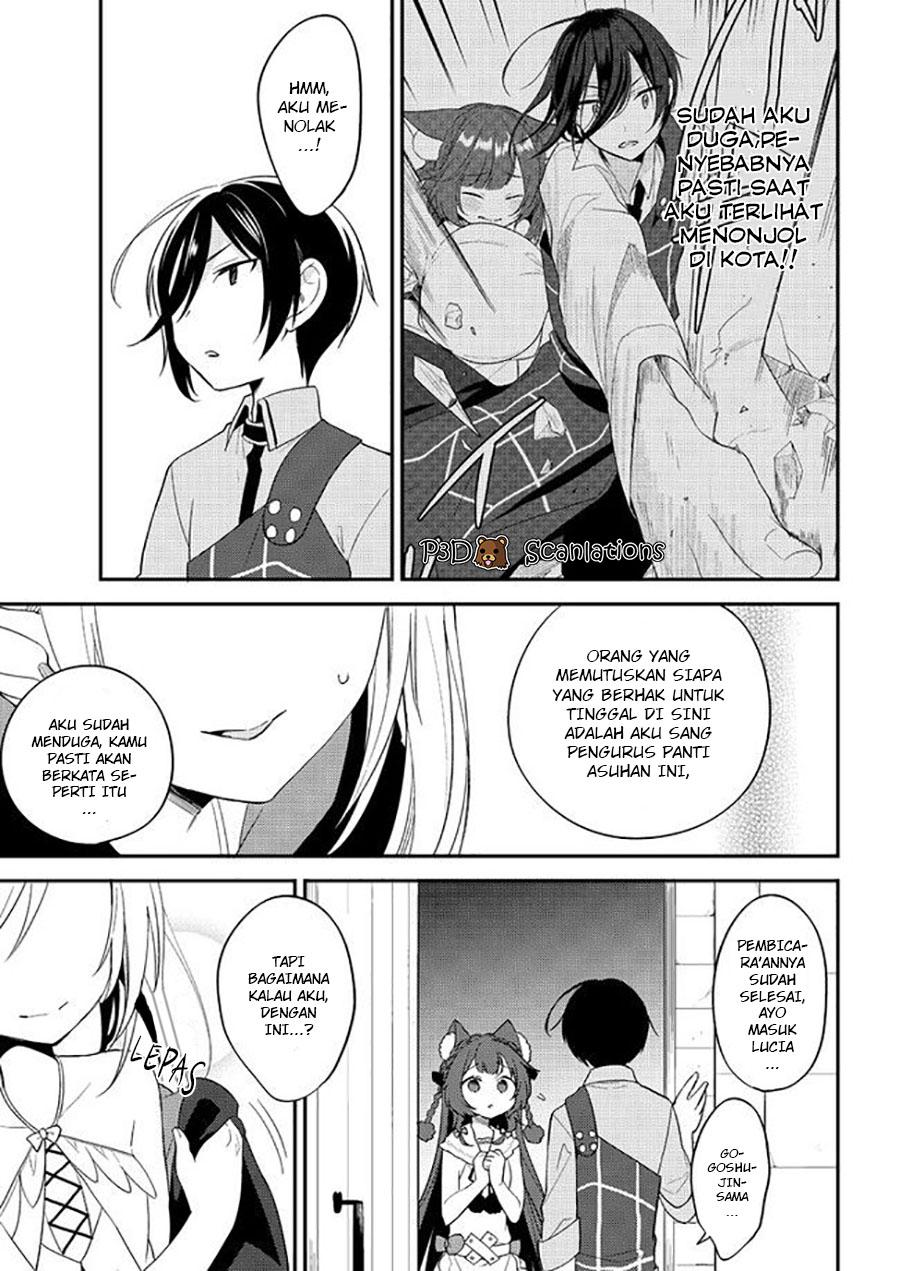 SUDAH AKU
DUGA, PE-
NYEBABNYA
PASTI SAAT
AKU TERLIHAT
MENONJOL
DI KOTA!!
P3D Scanlations
HMM,
AKU ME-
NOLAK
...!
ORANG YANG
MEMUTUSKAN SIAPA
YANG BERHAK UNTUK
TINGGAL DI SINI
ADALAH AKU SANG
PENGURUS PANTI
ASUHAN INI,
AKU SUDAH
MENDUGA, KAMU
PASTI AKAN
BERKATA SE-
PERTI ITU
...
PEMBICA-
RA'ANNYA
SUDAH
SELESAI,
AYO
MASUK
LUCIA
...
GO-
GOSHU-
JIN-
SAMA
...
TAPI
BAGAIMANA
KALAU AKU,
DENGAN
INI...?
LEPAS